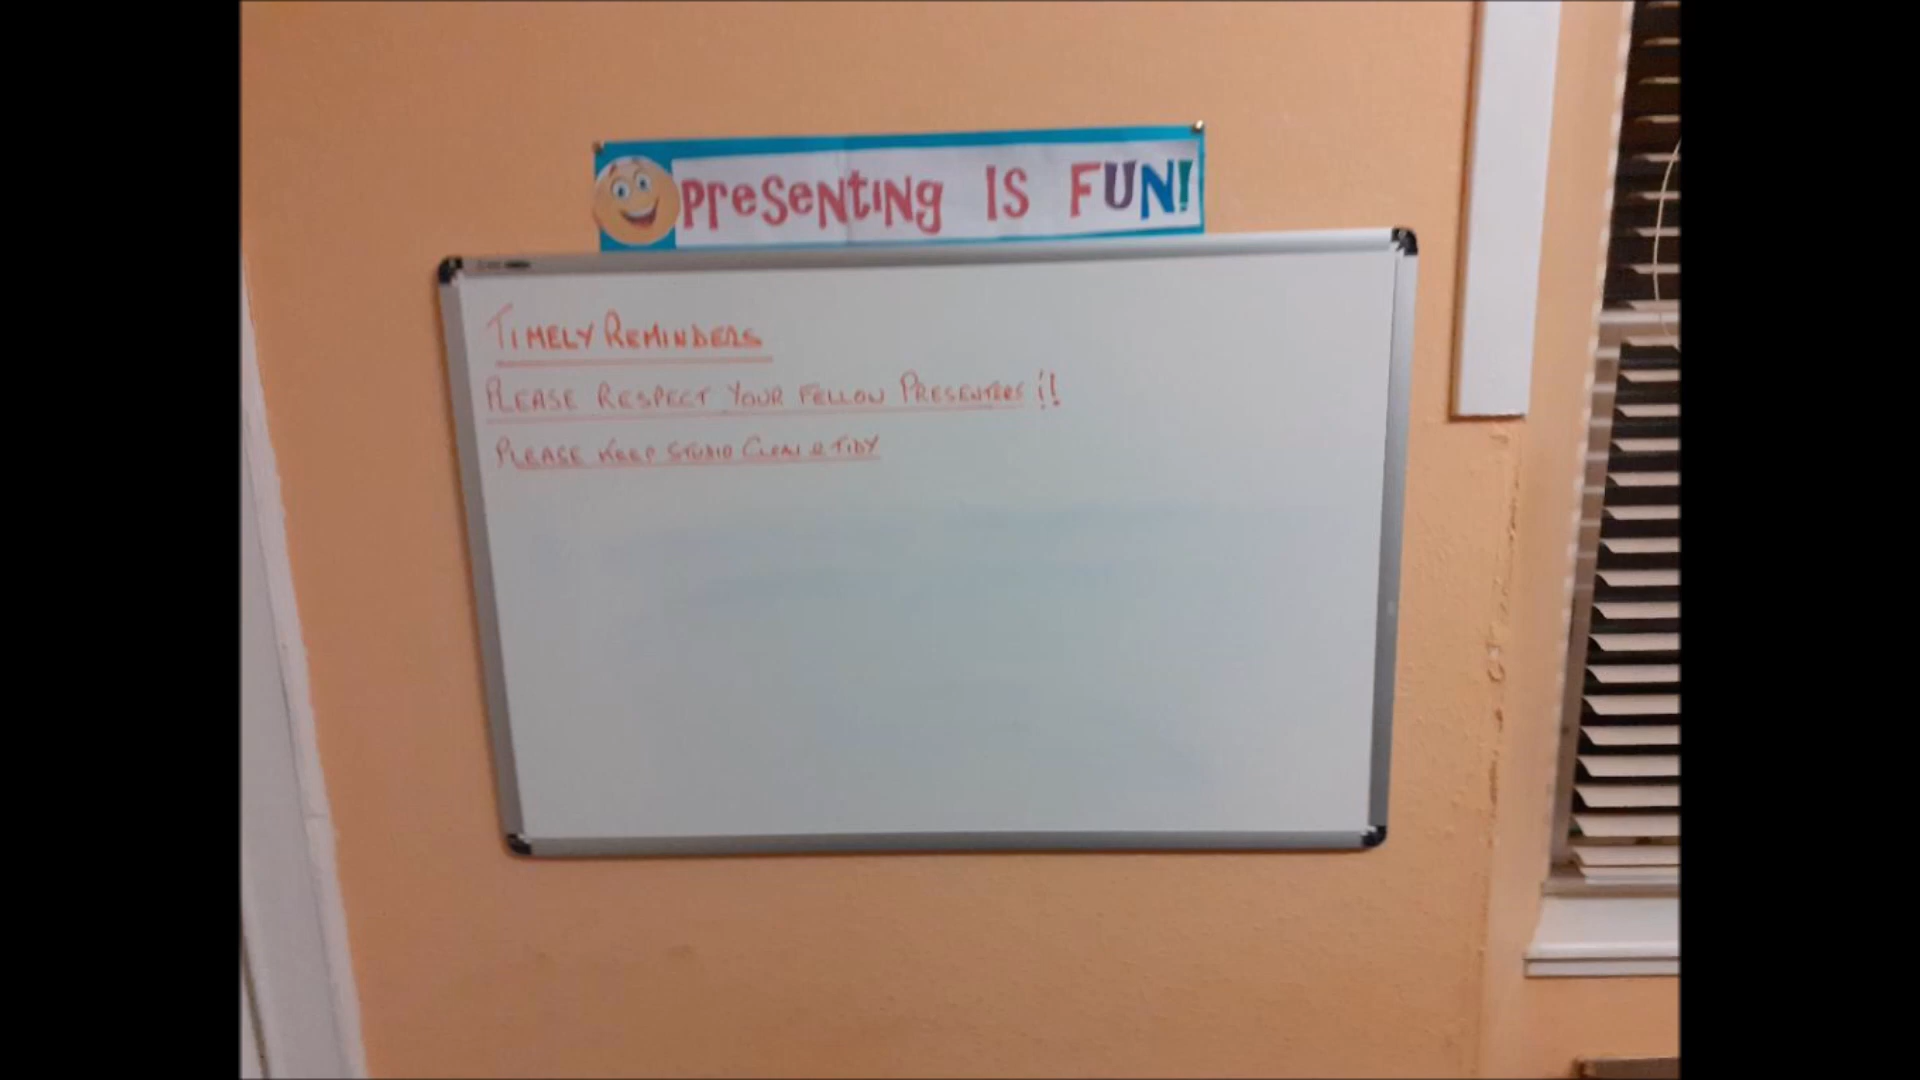 PreSeNtiNg IS FUN!
TIMELY REMINDERS
PLEASE RESPECT YOUR FELLOW PRESENTERS !!
PLEASE KEEP STUDIO CLEAN & TIDY